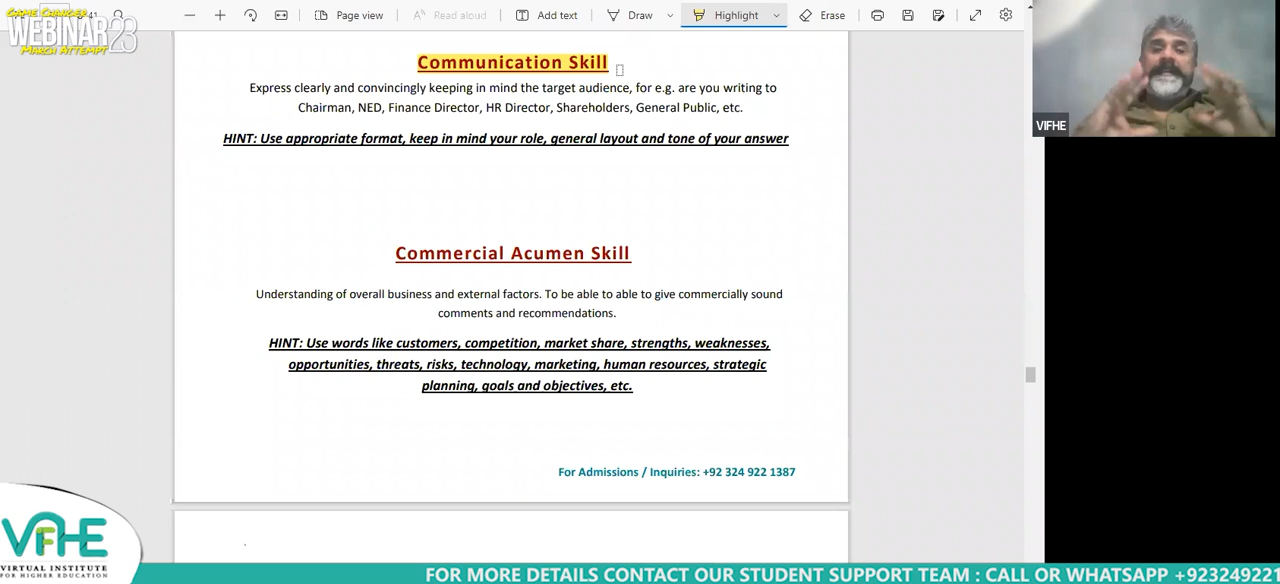 GAME CHANGER
WEBINAR 23
MARCH ATTEMPT
Page view
Read aloud
Add text
Draw
Highlight
Erase
Communication Skill
Express clearly and convincingly keeping in mind the target audience, for e.g. are you writing to
Chairman, NED, Finance Director, HR Director, Shareholders, General Public, etc.
HINT: Use appropriate format, keep in mind your role, general layout and tone of your answer
Commercial Acumen Skill
Understanding of overall business and external factors. To be able to able to give commercially sound
comments and recommendations.
HINT: Use words like customers, competition, market share, strengths, weaknesses,
opportunities, threats, risks, technology, marketing, human resources, strategic
planning, goals and objectives, etc.
For Admissions / Inquiries: +92 324 922 1387
VIFHE
VIFHE
VIRTUAL INSTITUTE
FOR HIGHER EDUCATION
FOR MORE DETAILS CONTACT OUR STUDENT SUPPORT TEAM : CALL OR WHATSAPP +923249221